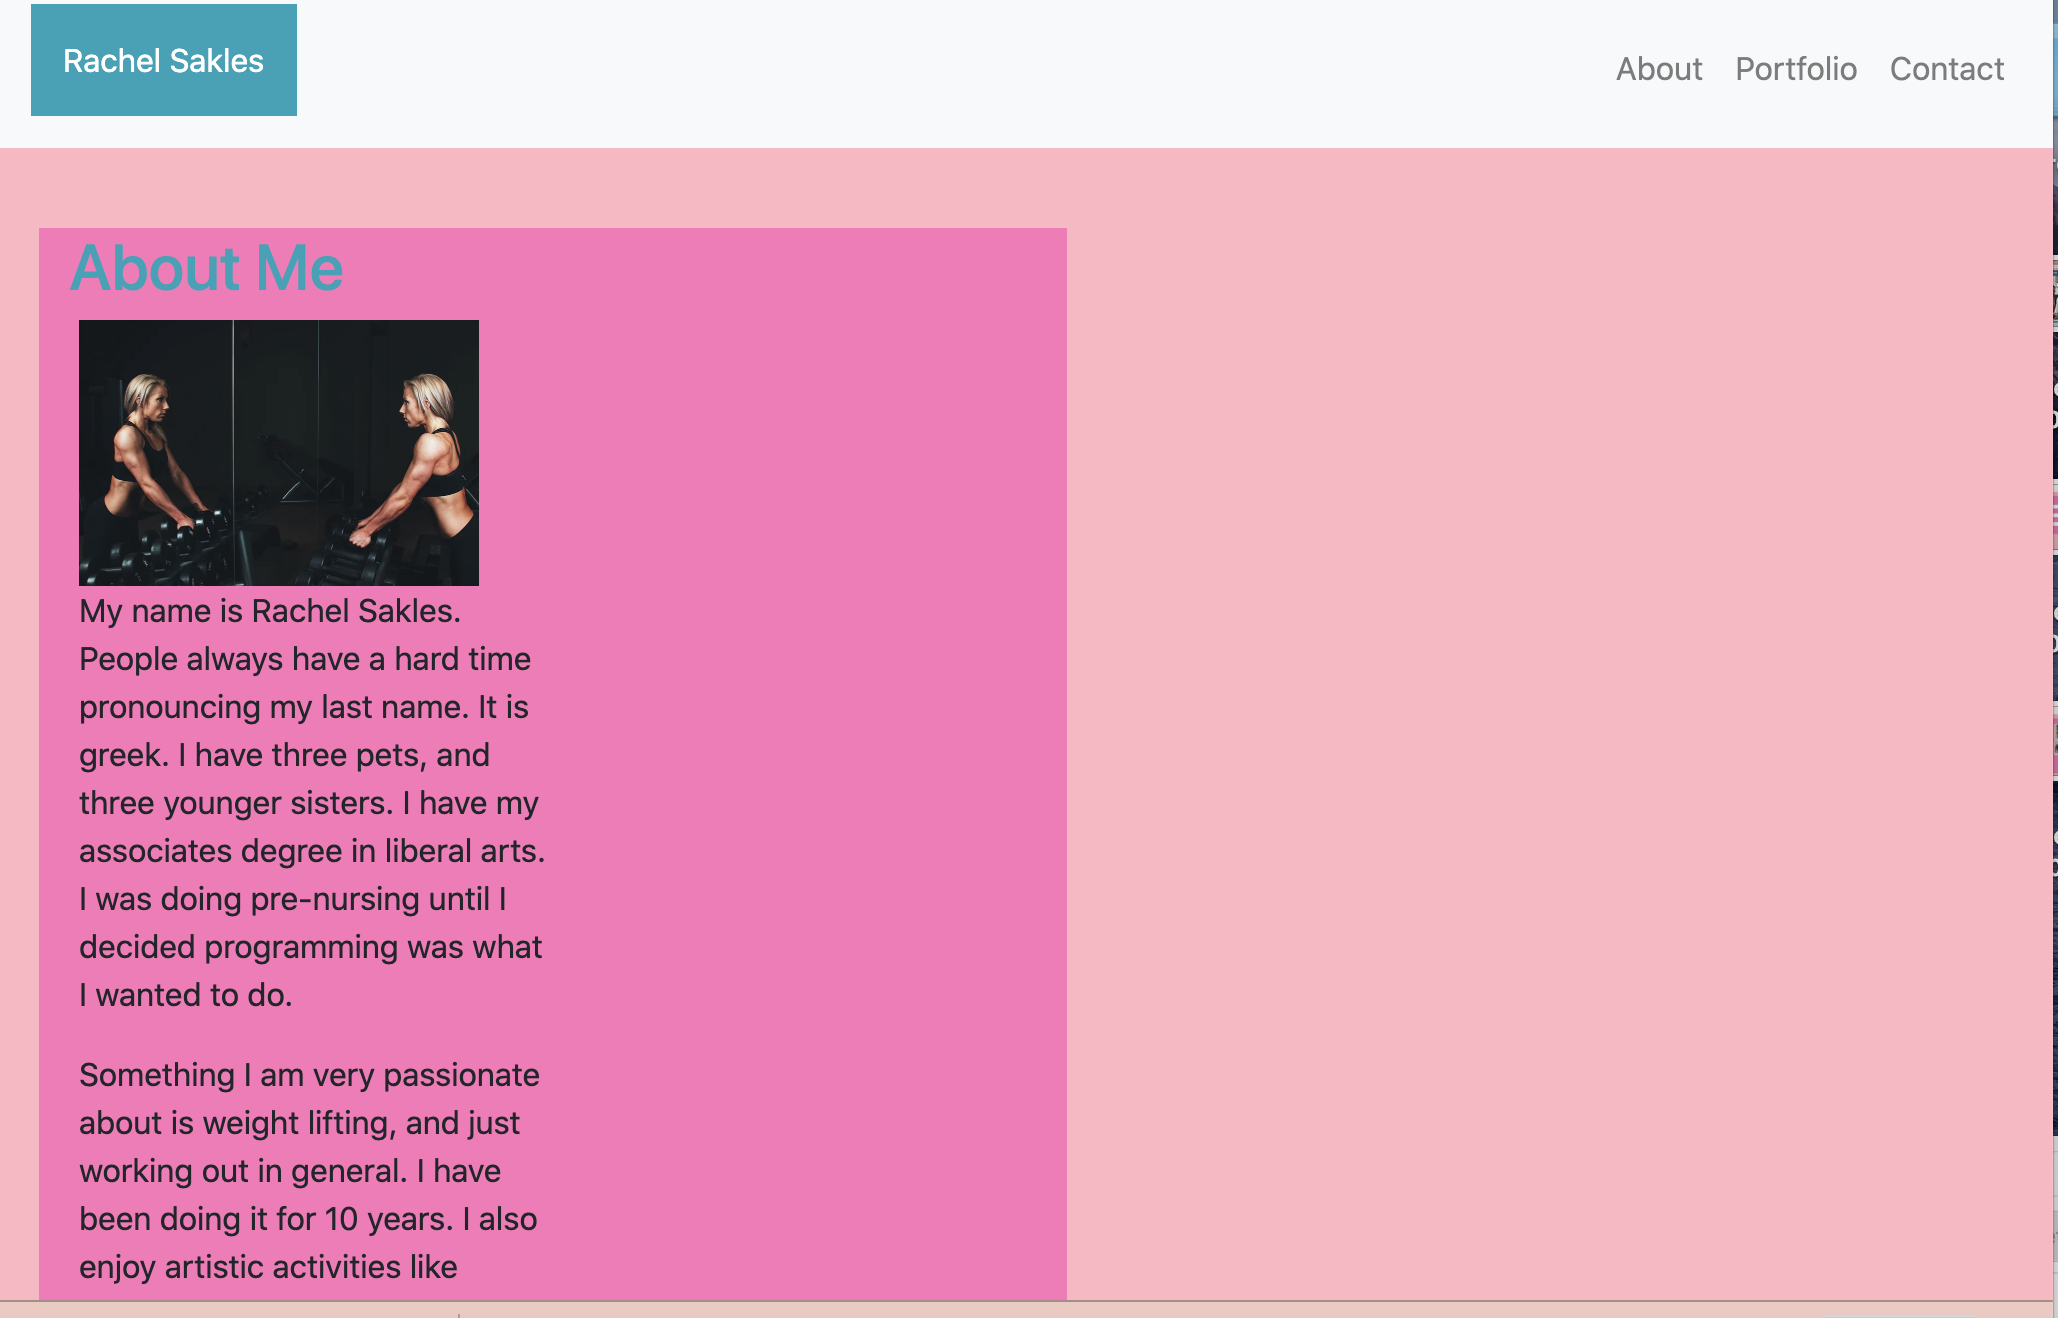 Rachel Sakles
About Portfolio Contact
About Me
My name is Rachel Sakles.
People always have a hard time
pronouncing my last name. It is
greek. I have three pets, and
three younger sisters. I have my
associates degree in liberal arts.
I was doing pre-nursing until I
decided programming was what
I wanted to do.
Something I am very passionate
about is weight lifting, and just
working out in general. I have
been doing it for 10 years. I also
enjoy artistic activities like